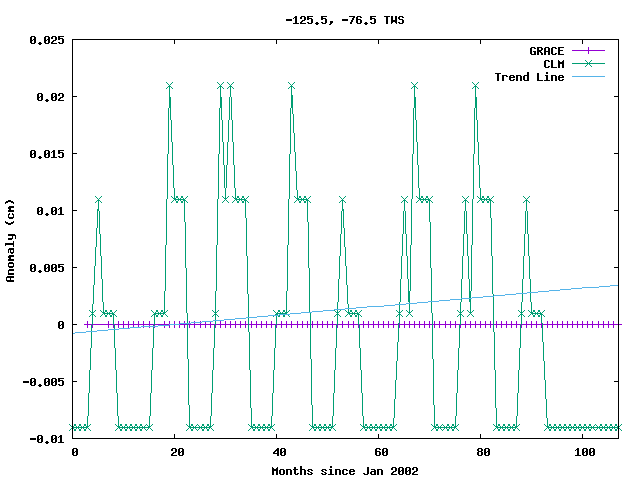 -125.5, -76.5 TWS
GRACE
CLM
Trend Line
0.025
0.02
0.015
0.01
0.005
0
-0.005
-0.01
Anomaly (cm)
0 20 40 60 80 100
Months since Jan 2002